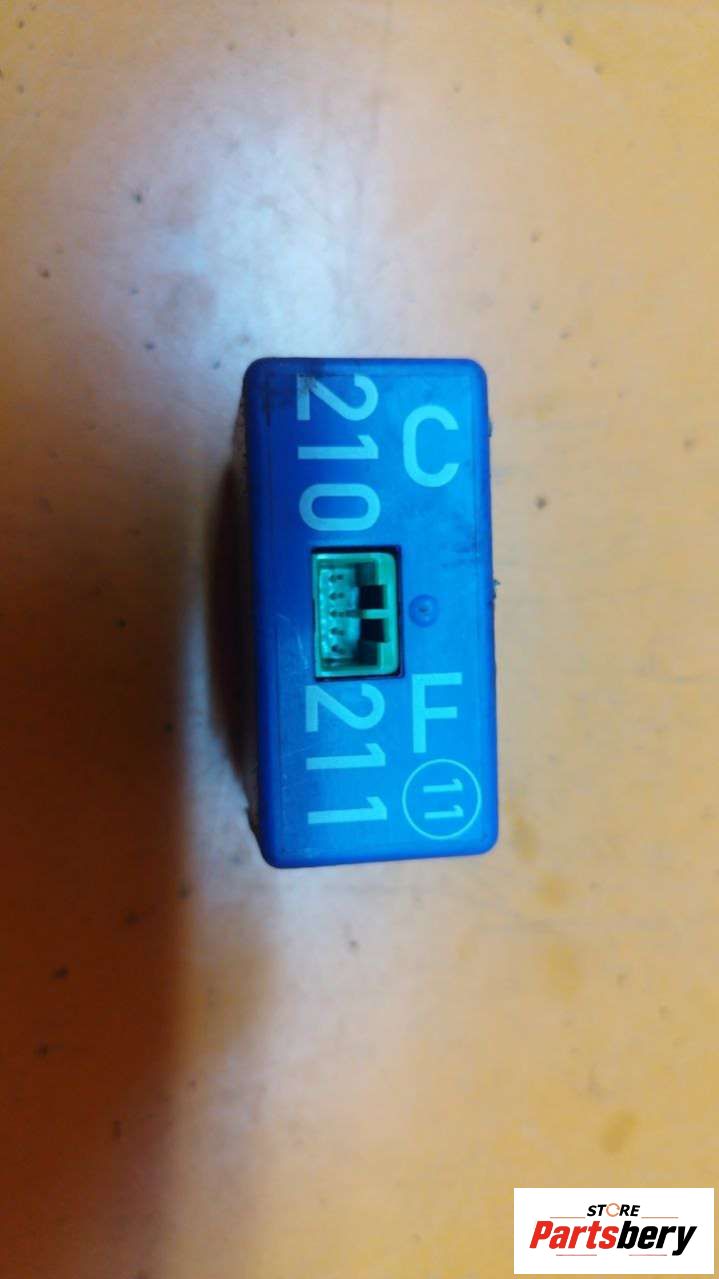 C
210
F
211
11
STORE
Partsbery